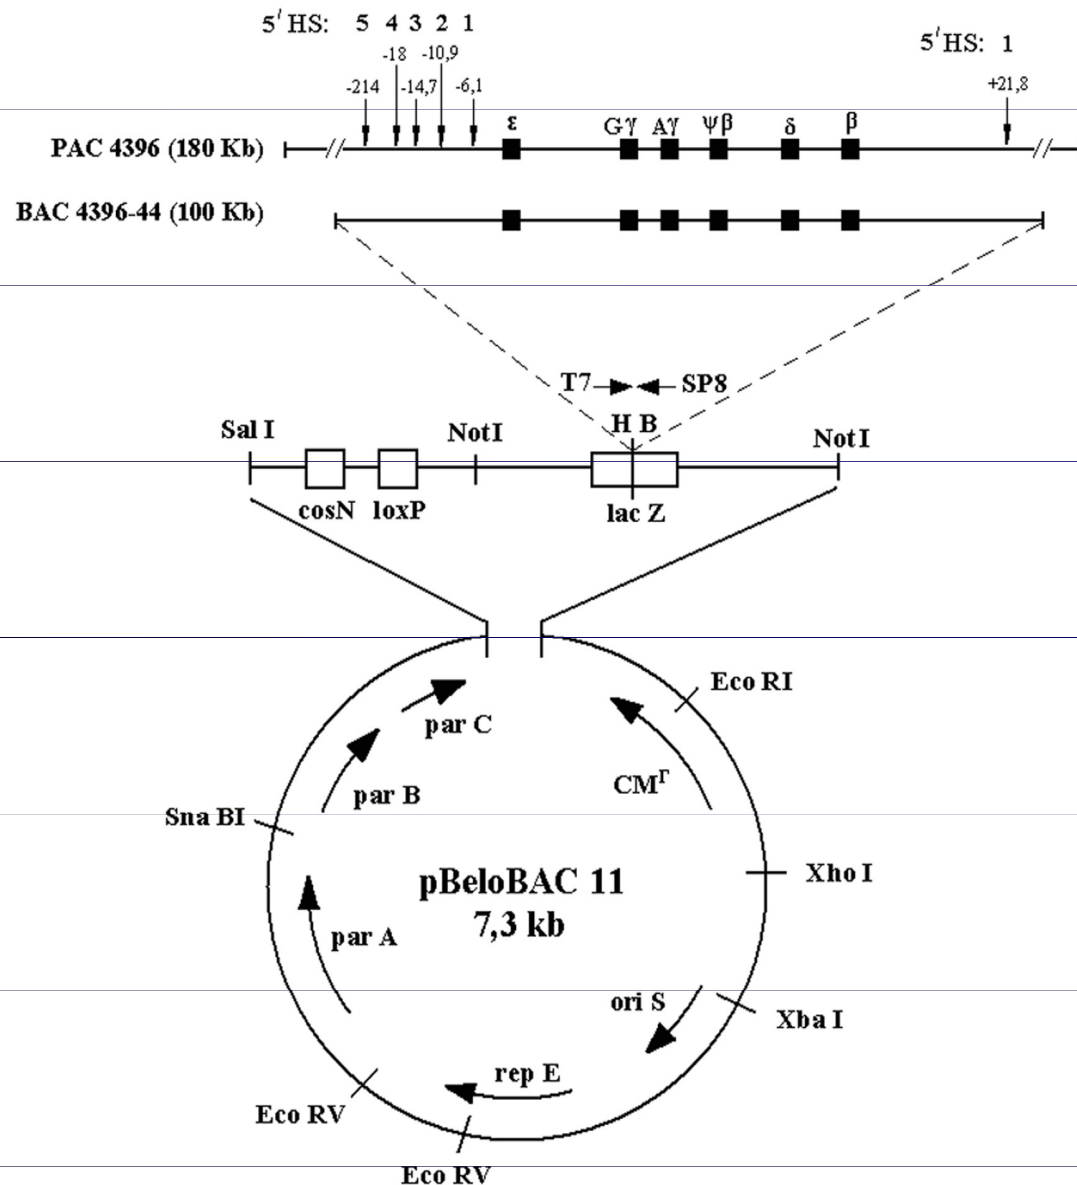 5' HS: 5 4 3 2 1
5'HS: 1
-18 -10,9
-214 -14,7 -6,1
+21,8
ε Gγ Aγ Ψβ δ β
PAC 4396 (180 Kb)
BAC 4396-44 (100 Kb)
T7 SP8
H B
Sal I NotI NotI
cosN loxP lac Z
Eco RI
par C
CMr
par B
Sna BI
Xho I
pBeloBAC 11
7,3 kb
par A
ori S
Xba I
rep E
Eco RV
Eco RV